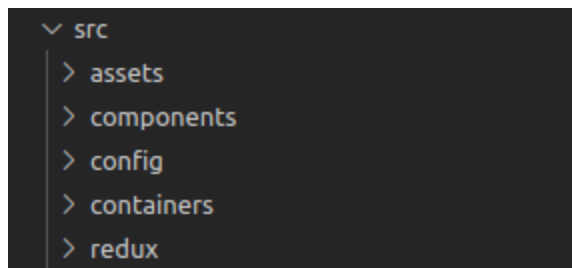 src
assets
components
config
containers
redux